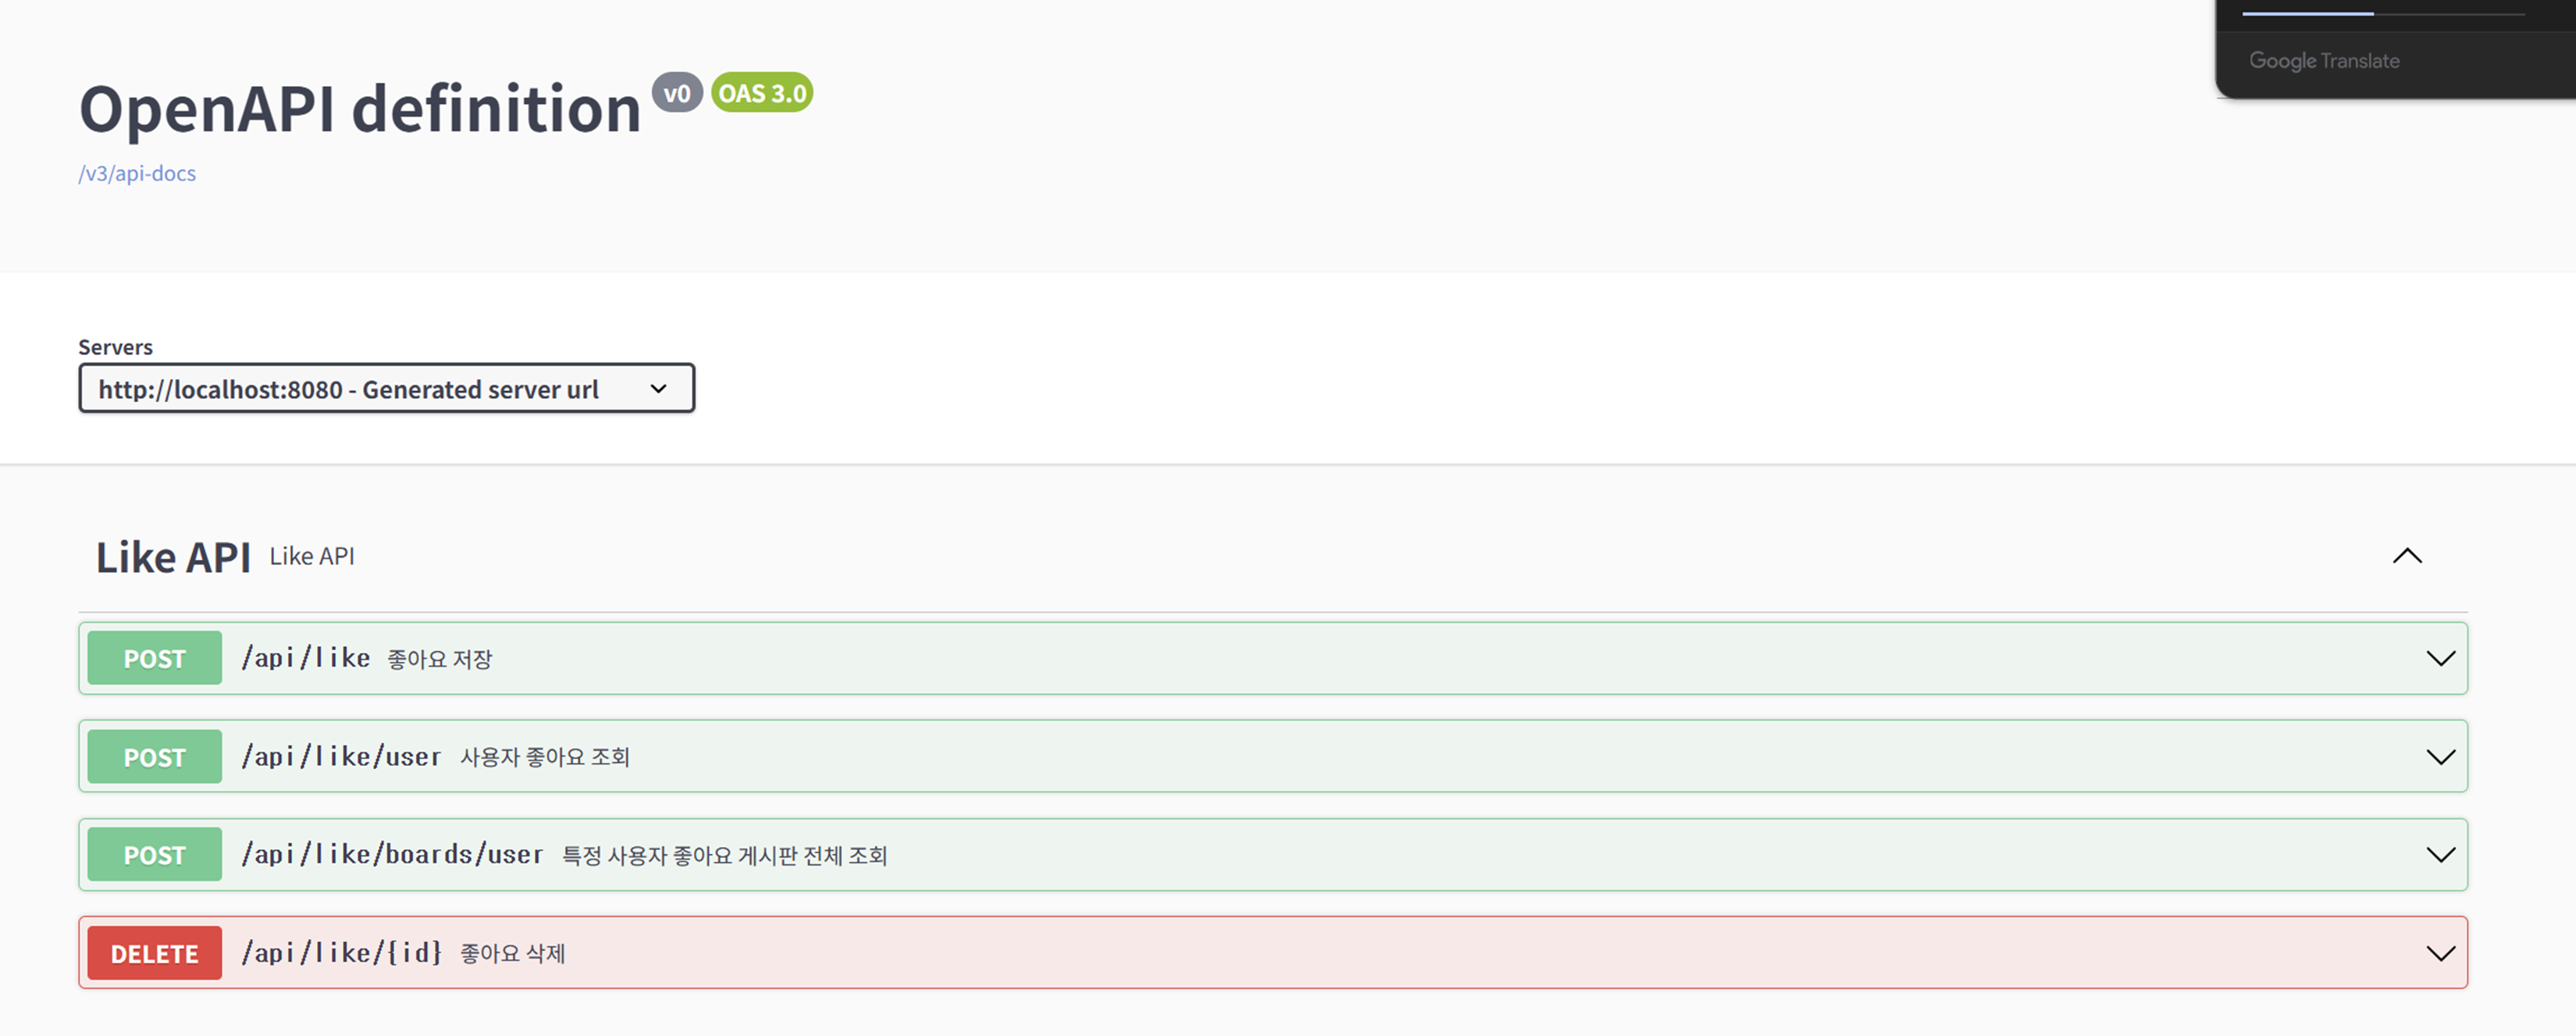 Google Translate
OpenAPI definition v0 OAS 3.0
/v3/api-docs
Servers
http://localhost:8080 - Generated server url
Like API Like API
POST /api/like 좋아요 저장
POST /api/like/user 사용자 좋아요 조회
POST /api/like/boards/user 특정 사용자 좋아요 게시판 전체 조회
DELETE /api/like/{id} 좋아요 삭제